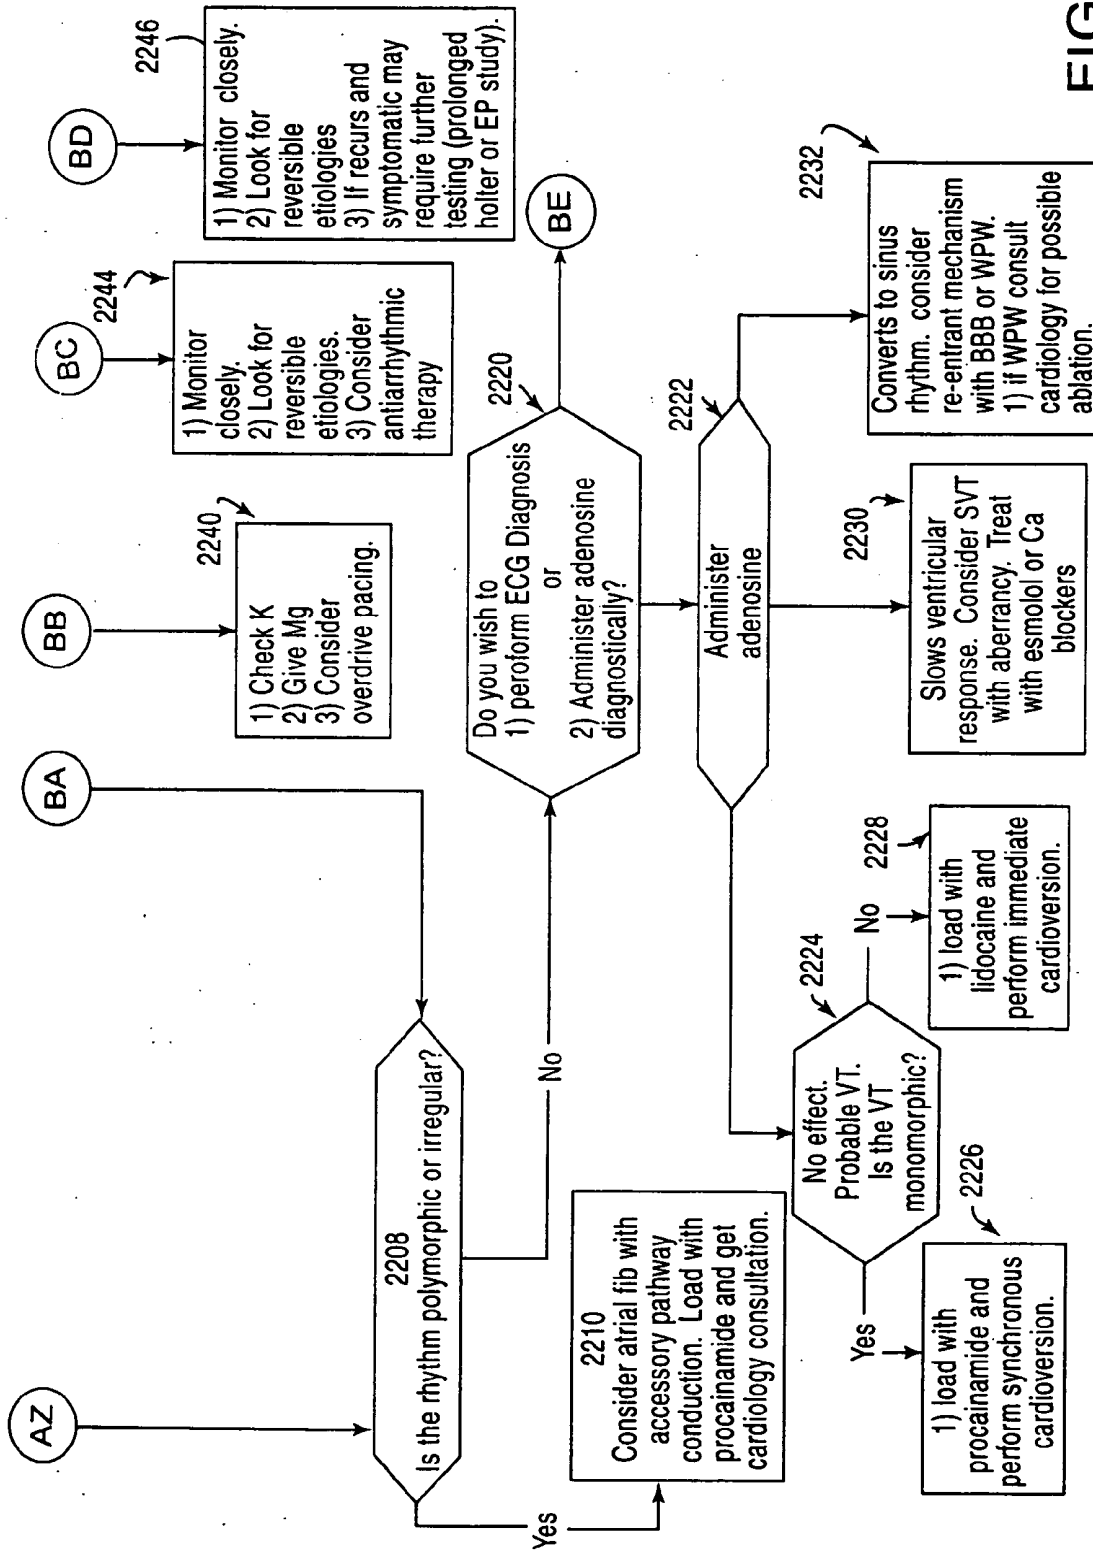 AZ
BA
BB
BC
BD
2208
Is the rhythm polymorphic or irregular?
Yes
No
2210
Consider atrial fib with
accessory pathway
conduction. Load with
procainamide and get
cardiology consultation.
2240
1) Check K
2) Give Mg
3) Consider
overdrive pacing.
2244
1) Monitor
closely.
2) Look for
reversible
etiologies.
3) Consider
antiarrhythmic
therapy
2246
1) Monitor closely.
2) Look for
reversible
etiologies
3) If recurs and
symptomatic may
require further
testing (prolonged
holter or EP study).
2220
Do you wish to
1) peroform ECG Diagnosis
or
2) Administer adenosine
diagnostically?
BE
2222
Administer
adenosine
2224
No effect.
Probable VT.
Is the VT
monomorphic?
Yes
No
2226
1) load with
procainamide and
perform synchronous
cardioversion.
2228
1) load with
lidocaine and
perform immediate
cardioversion.
2230
Slows ventricular
response. Consider SVT
with aberrancy. Treat
with esmolol or Ca
blockers
2232
Converts to sinus
rhythm. consider
re-entrant mechanism
with BBB or WPW.
1) if WPW consult
cardiology for possible
ablation.
FIG